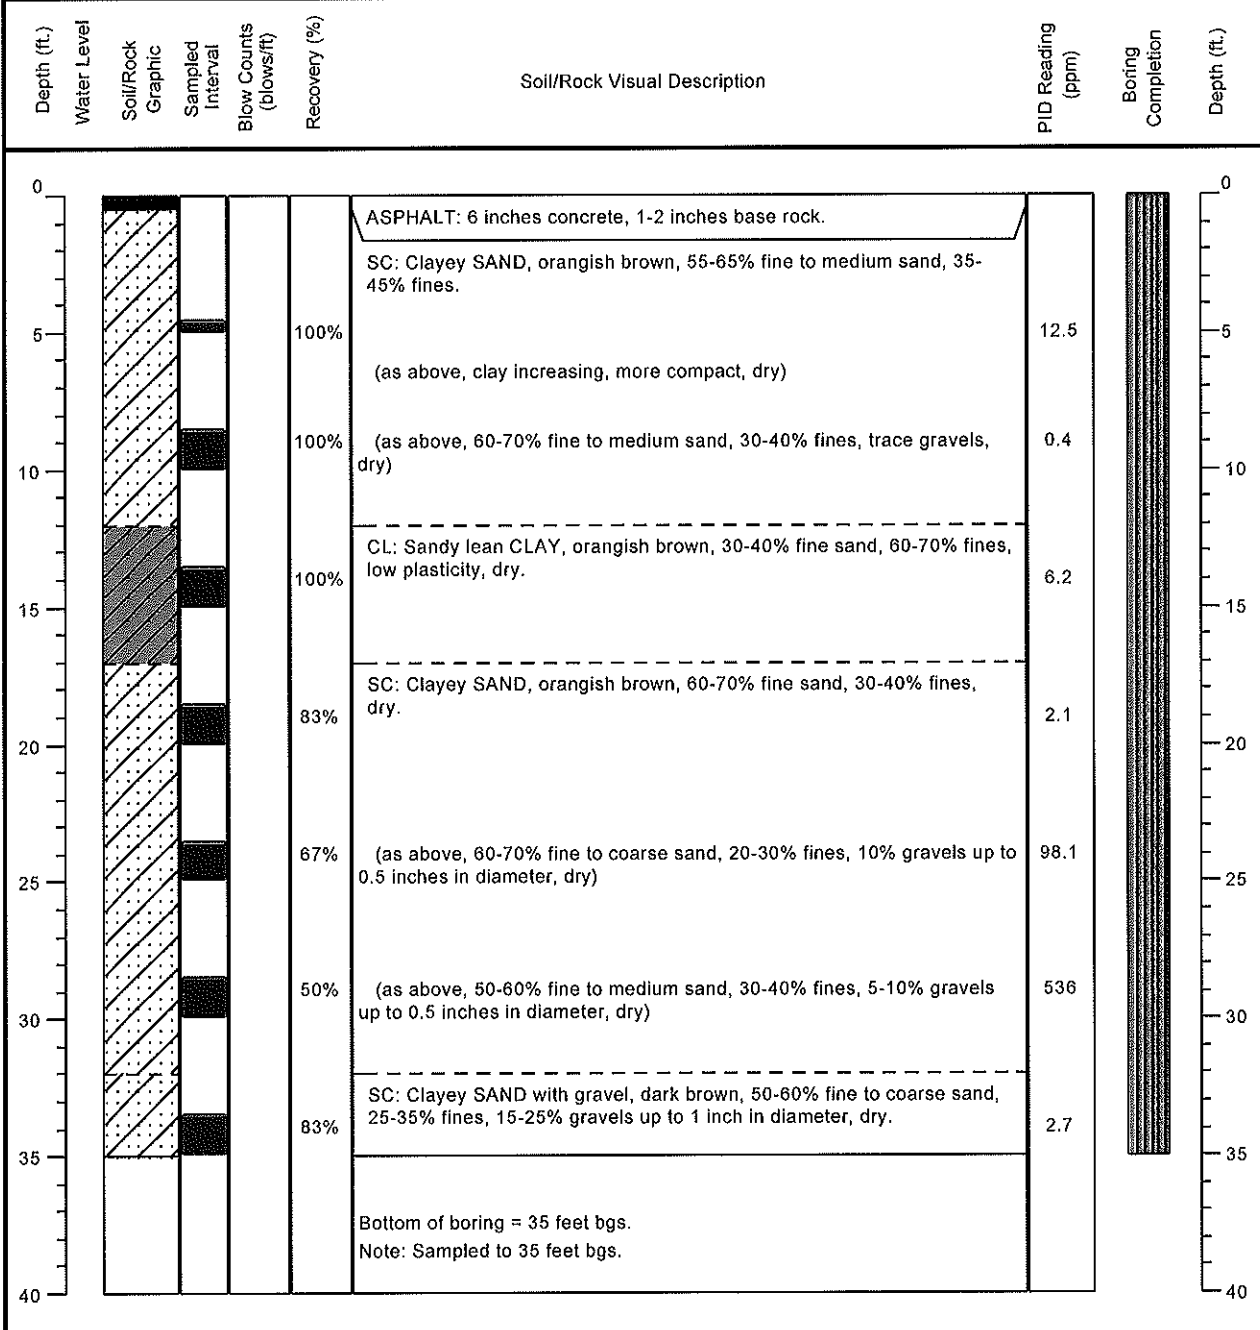 Depth (ft.)
Water Level
Soil/Rock
Graphic
Sampled
Interval
Blow Counts
(blows/ft)
Recovery (%)
Soil/Rock Visual Description
PID Reading
(ppm)
Boring
Completion
Depth (ft.)
0
ASPHALT: 6 inches concrete, 1-2 inches base rock.
0
SC: Clayey SAND, orangish brown, 55-65% fine to medium sand, 35-
45% fines.
5
100%
12.5
5
(as above, clay increasing, more compact, dry)
100%
(as above, 60-70% fine to medium sand, 30-40% fines, trace gravels,
dry)
0.4
10
10
CL: Sandy lean CLAY, orangish brown, 30-40% fine sand, 60-70% fines,
low plasticity, dry.
100%
6.2
15
15
SC: Clayey SAND, orangish brown, 60-70% fine sand, 30-40% fines,
dry.
83%
2.1
20
20
67%
(as above, 60-70% fine to coarse sand, 20-30% fines, 10% gravels up to
0.5 inches in diameter, dry)
98.1
25
25
50%
(as above, 50-60% fine to medium sand, 30-40% fines, 5-10% gravels
up to 0.5 inches in diameter, dry)
536
30
30
SC: Clayey SAND with gravel, dark brown, 50-60% fine to coarse sand,
25-35% fines, 15-25% gravels up to 1 inch in diameter, dry.
83%
2.7
35
35
Bottom of boring = 35 feet bgs.
Note: Sampled to 35 feet bgs.
40
40